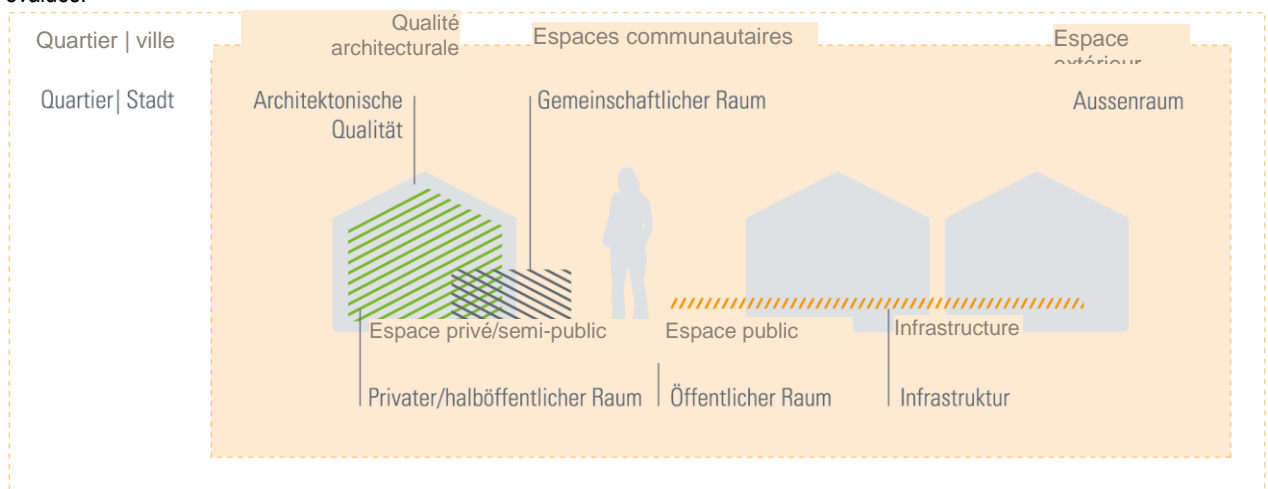 Quartier | ville
Qualité
architecturale
Espaces communautaires
Espace
extérieur
Quartier| Stadt
Architektonische
Qualität
Gemeinschaftlicher Raum
Aussenraum
Espace privé/semi-public
Espace public
Infrastructure
Privater/halböffentlicher Raum
Öffentlicher Raum
Infrastruktur